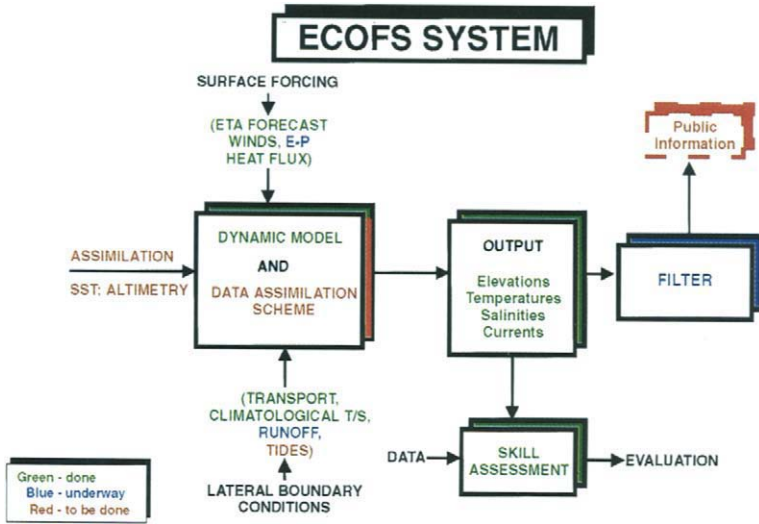 ECOFS SYSTEM
SURFACE FORCING
(ETA FORECAST
WINDS, E-P
HEAT FLUX)
Public
Information
DYNAMIC MODEL
AND
DATA ASSIMILATION
SCHEME
ASSIMILATION
SST: ALTIMETRY
OUTPUT
Elevations
Temperatures
Salinities
Currents
FILTER
(TRANSPORT,
CLIMATOLOGICAL T/S,
RUNOFF,
TIDES)
LATERAL BOUNDARY
CONDITIONS
DATA
SKILL
ASSESSMENT
EVALUATION
Green - done
Blue - underway
Red - to be done